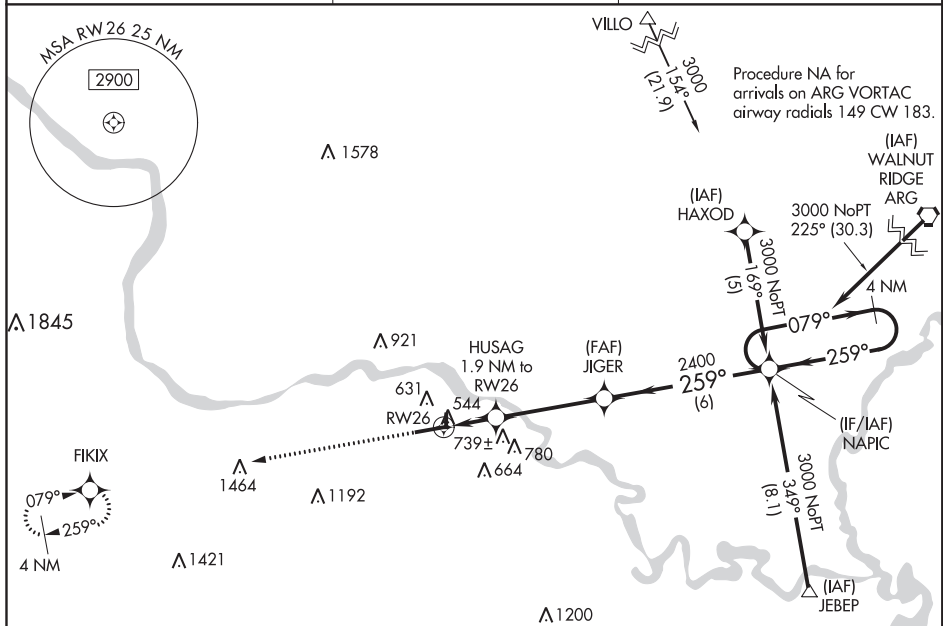 MSA RW26 25 NM
2900
VILLO
3000
154°
(21.9)
Procedure NA for
arrivals on ARG VORTAC
airway radials 149 CW 183.
1578
(IAF)
WALNUT
RIDGE
ARG
(IAF)
HAXOD
3000 NoPT
225° (30.3)
3000 NoPT
169°
(5)
4 NM
079°
259°
1845
921
HUSAG
1.9 NM to
RW26
(FAF)
JIGER
2400
259°
(6)
631
544
RW26
739±
780
664
(IF/IAF)
NAPIC
FIKIX
079°
259°
4 NM
1464
1192
3000 NoPT
349°
(8.1)
1421
(IAF)
JEBEP
1200